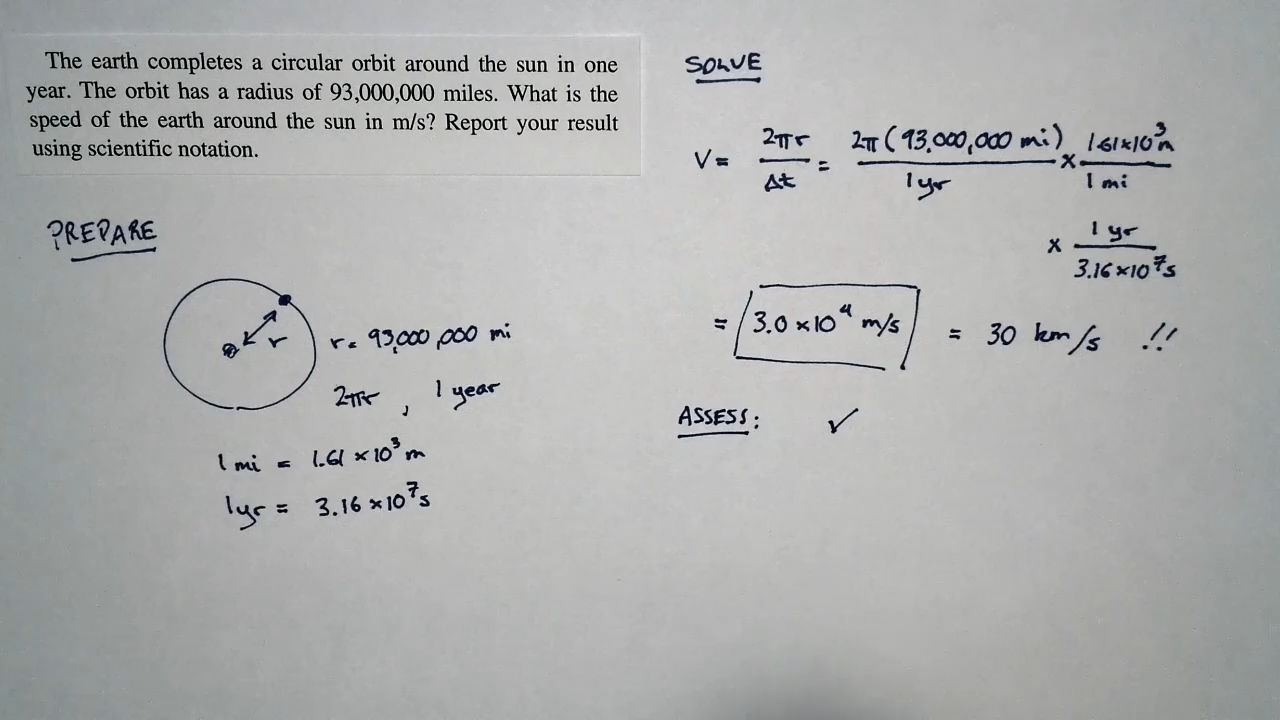 The earth completes a circular orbit around the sun in one
year. The orbit has a radius of 93,000,000 miles. What is the
speed of the earth around the sun in m/s? Report your result
using scientific notation.
PREPARE
r
r = 93,000,000 mi
2πr , 1 year
1 mi = 1.61 × 10³ m
1yr = 3.16 × 10⁷ s
SOLVE
V = 2πr / Δt = 2π (93,000,000 mi) / 1 yr × 1.61×10³ m / 1 mi
× 1 yr / 3.16×10⁷ s
= 3.0 × 10⁴ m/s = 30 km/s !!
ASSESS: ✓